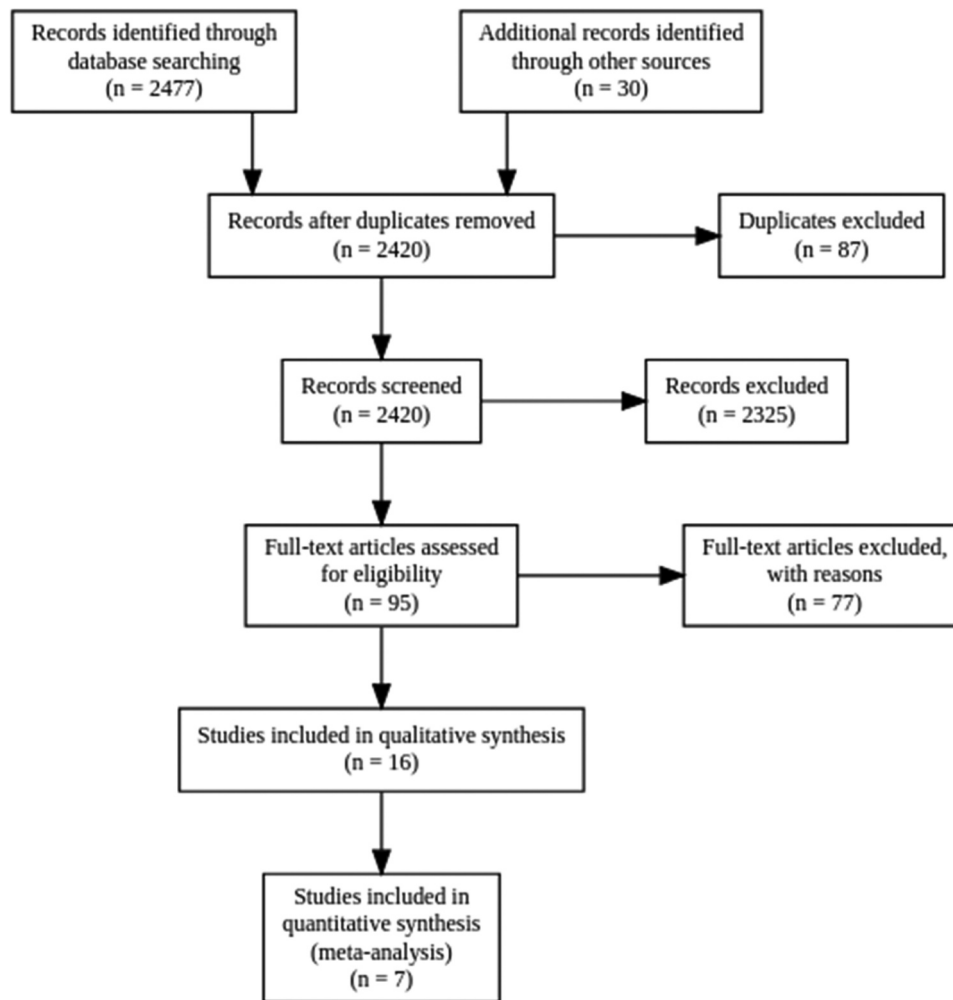 Records identified through
database searching
(n = 2477)
Additional records identified
through other sources
(n = 30)
Records after duplicates removed
(n = 2420)
Duplicates excluded
(n = 87)
Records screened
(n = 2420)
Records excluded
(n = 2325)
Full-text articles assessed
for eligibility
(n = 95)
Full-text articles excluded,
with reasons
(n = 77)
Studies included in qualitative synthesis
(n = 16)
Studies included in
quantitative synthesis
(meta-analysis)
(n = 7)